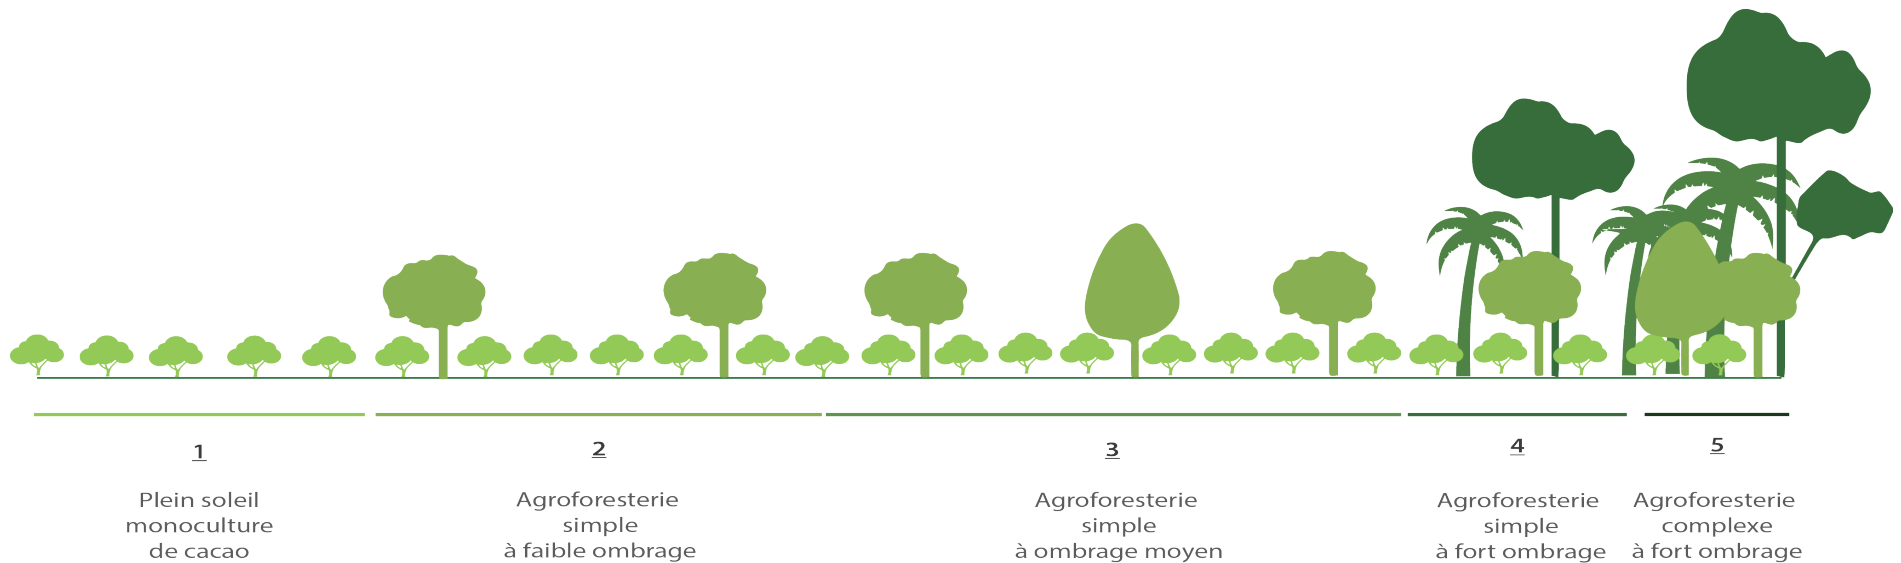 1
Plein soleil
monoculture
de cacao
2
Agroforesterie
simple
à faible ombrage
3
Agroforesterie
simple
à ombrage moyen
4
Agroforesterie
simple
à fort ombrage
5
Agroforesterie
complexe
à fort ombrage